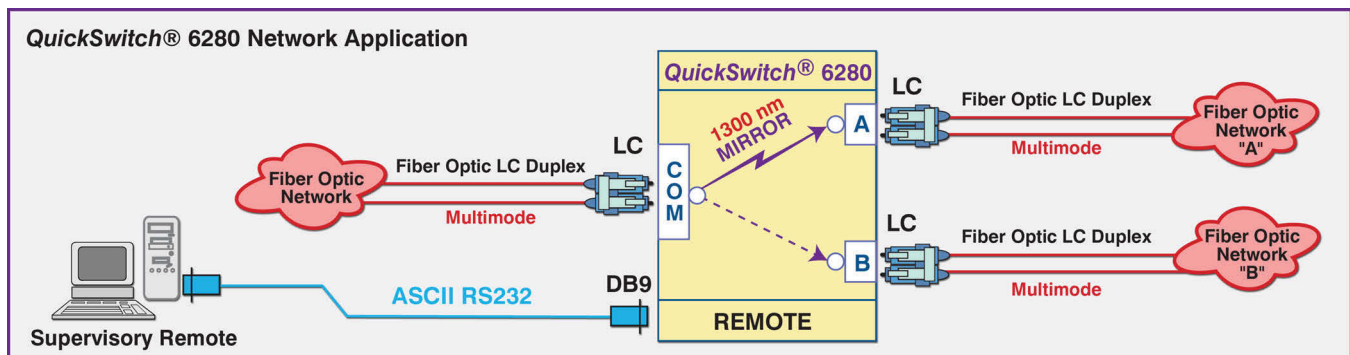 QuickSwitch® 6280 Network Application
QuickSwitch® 6280
LC
Fiber Optic LC Duplex
Multimode
Fiber Optic
Network
"A"
1300 nm
MIRROR
A
LC
Fiber Optic LC Duplex
Multimode
Fiber Optic
Network
COM
LC
Fiber Optic LC Duplex
Multimode
Fiber Optic
Network
"B"
B
DB9
ASCII RS232
REMOTE
Supervisory Remote